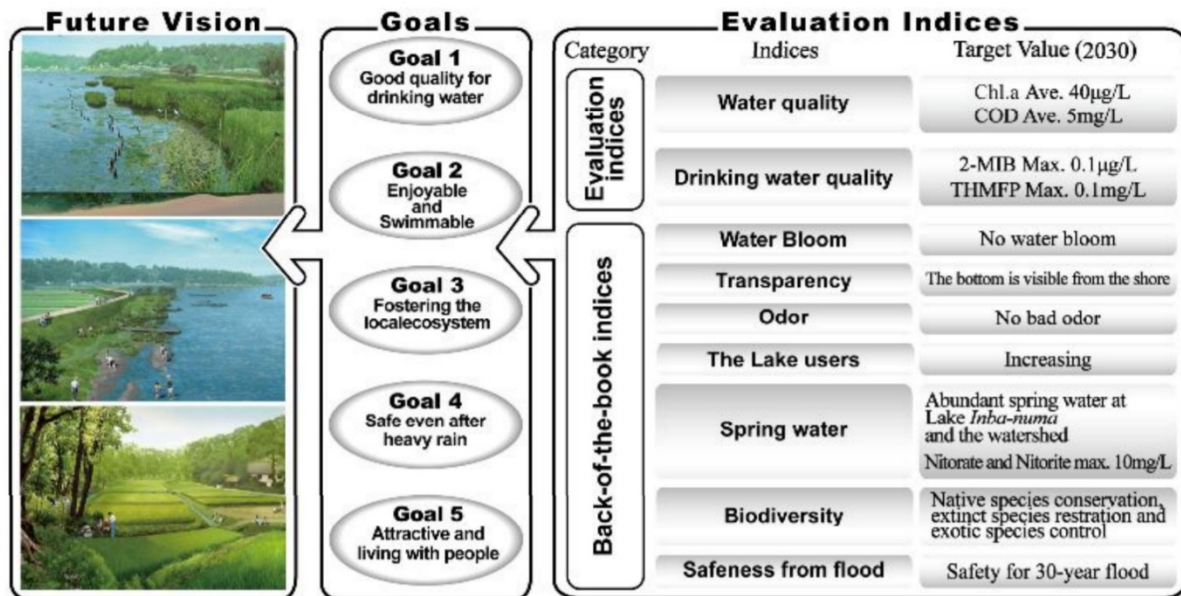 Future Vision
Goals
Evaluation Indices
Goal 1
Good quality for
drinking water
Goal 2
Enjoyable
and
Swimmable
Goal 3
Fostering the
localecosystem
Goal 4
Safe even after
heavy rain
Goal 5
Attractive and
living with people
Category
Indices
Target Value (2030)
Evaluation
indices
Water quality
Chl.a Ave. 40μg/L
COD Ave. 5mg/L
Drinking water quality
2-MIB Max. 0.1μg/L
THMFP Max. 0.1mg/L
Back-of-the-book indices
Water Bloom
No water bloom
Transparency
The bottom is visible from the shore
Odor
No bad odor
The Lake users
Increasing
Spring water
Abundant spring water at
Lake Inba-numa
and the watershed
Nitorate and Nitorite max. 10mg/L
Biodiversity
Native species conservation,
extinct species restration and
exotic species control
Safeness from flood
Safety for 30-year flood